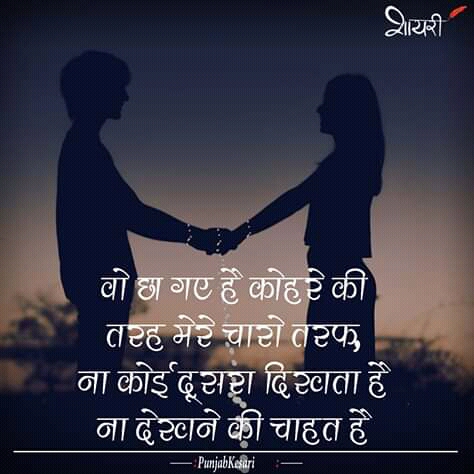 शायरी
वो छा गए है कोहरे की
तरह मेरे चारो तरफ,
ना कोई दूसरा दिखता है
ना देखने की चाहत है
:PunjabKesari: